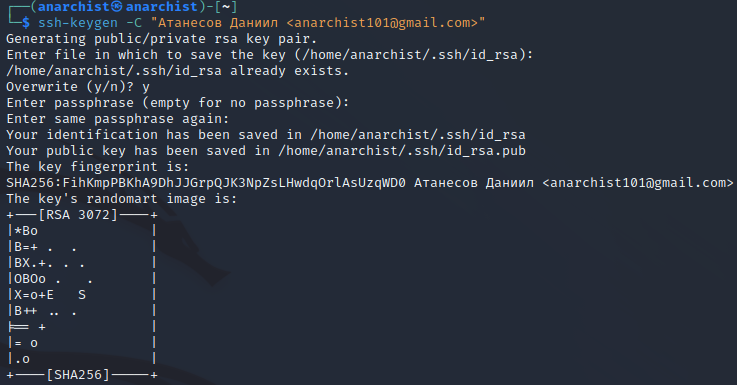 ┌──(anarchist㉿anarchist)-[~]
└─$ ssh-keygen -C "Атанесов Даниил <anarchist101@gmail.com>"
Generating public/private rsa key pair.
Enter file in which to save the key (/home/anarchist/.ssh/id_rsa):
/home/anarchist/.ssh/id_rsa already exists.
Overwrite (y/n)? y
Enter passphrase (empty for no passphrase):
Enter same passphrase again:
Your identification has been saved in /home/anarchist/.ssh/id_rsa
Your public key has been saved in /home/anarchist/.ssh/id_rsa.pub
The key fingerprint is:
SHA256:FihKmpPBKhA9DhJJGrpQJK3NpZsLHwdqOrlAsUzqWD0 Атанесов Даниил <anarchist101@gmail.com>
The key's randomart image is:
+---[RSA 3072]----+
|*Bo              |
|B=+ .  .         |
|BX.+. . .        |
|OBOo .   .       |
|X=o+E   S        |
|B++ .. .         |
|== +             |
|= o              |
|.o               |
+----[SHA256]-----+